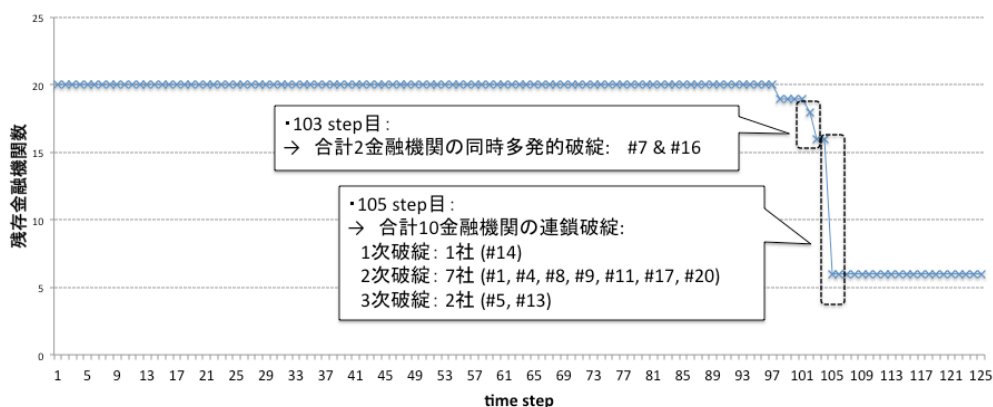 25
20
15
10
5
0
残存金融機関数
・103 step目：
→ 合計2金融機関の同時多発的破綻： #7 & #16
・105 step目：
→ 合計10金融機関の連鎖破綻:
1次破綻： 1社 (#14)
2次破綻： 7社 (#1, #4, #8, #9, #11, #17, #20)
3次破綻： 2社 (#5, #13)
1 5 9 13 17 21 25 29 33 37 41 45 49 53 57 61 65 69 73 77 81 85 89 93 97 101 105 109 113 117 121 125
time step